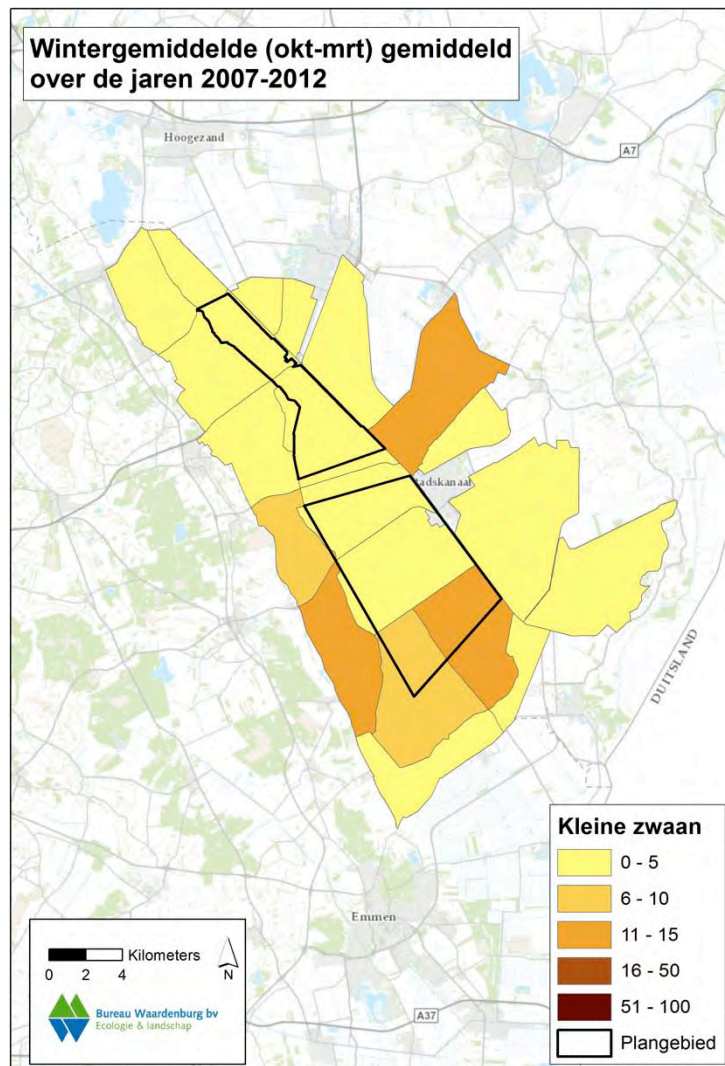 Wintergemiddelde (okt-mrt) gemiddeld
over de jaren 2007-2012
Hoogezand
A7
adskanaal
DUITSLAND
Emmen
A37
Kleine zwaan
0 - 5
6 - 10
11 - 15
16 - 50
51 - 100
Plangebied
Kilometers
0 2 4
N
Bureau Waardenburg bv
Ecologie & landschap